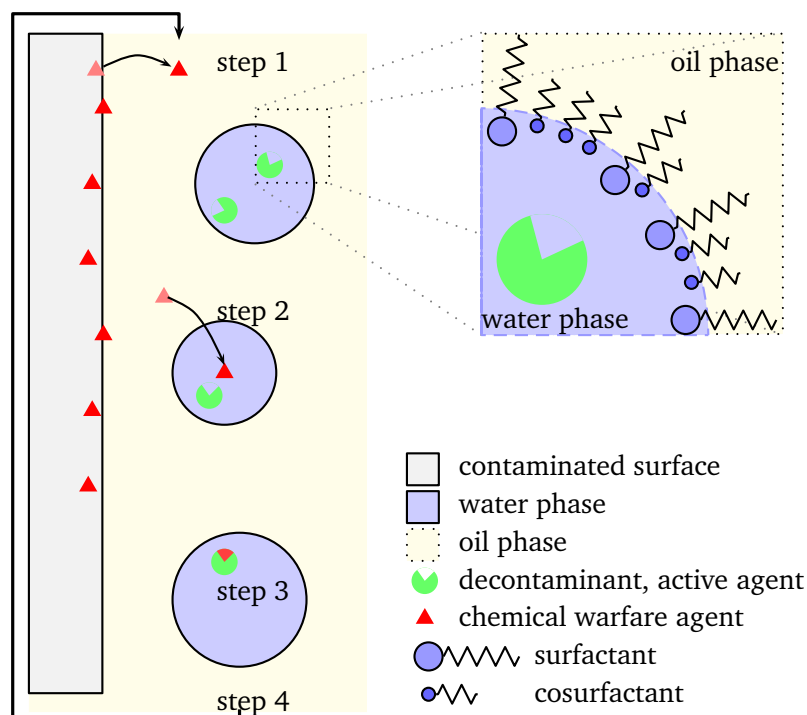 step 1
step 2
step 3
step 4
oil phase
water phase
contaminated surface
water phase
oil phase
decontaminant, active agent
chemical warfare agent
surfactant
cosurfactant